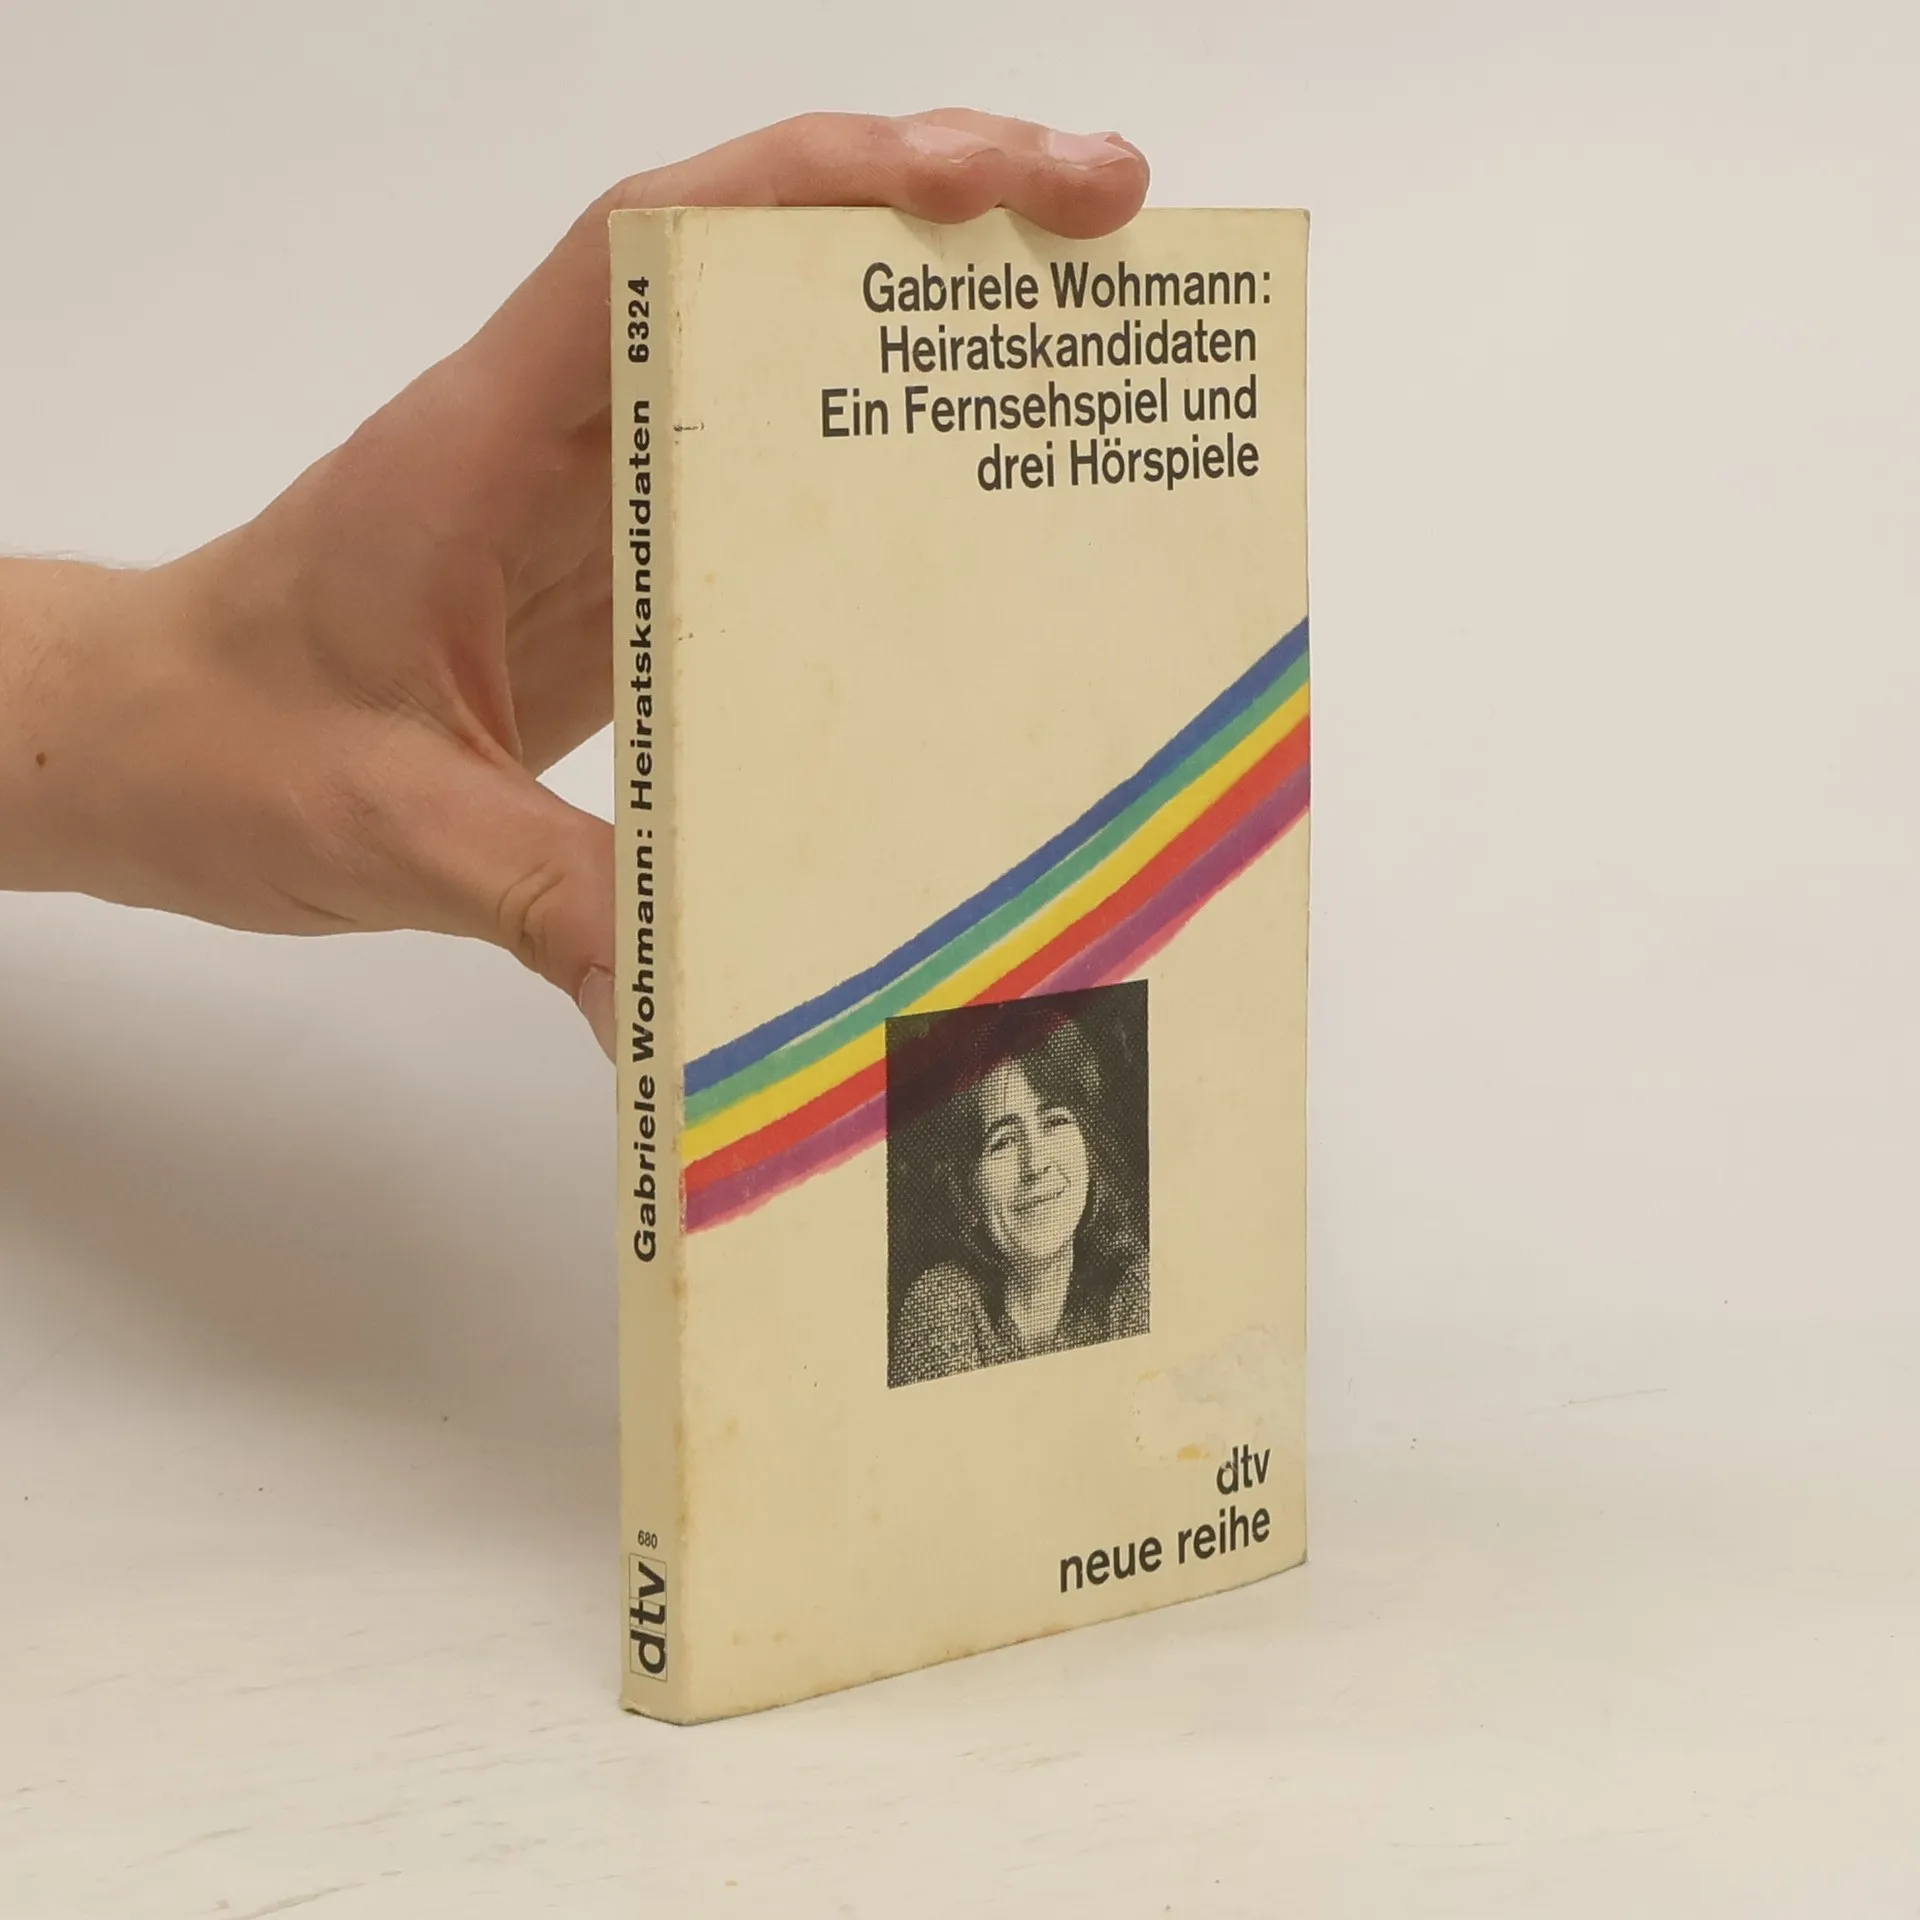 Gabriele Wohmann:
Heiratskandidaten
Ein Fernsehspiel und
drei Hörspiele
dtv
neue reihe
Gabriele Wohmann: Heiratskandidaten 6324
680
dtv